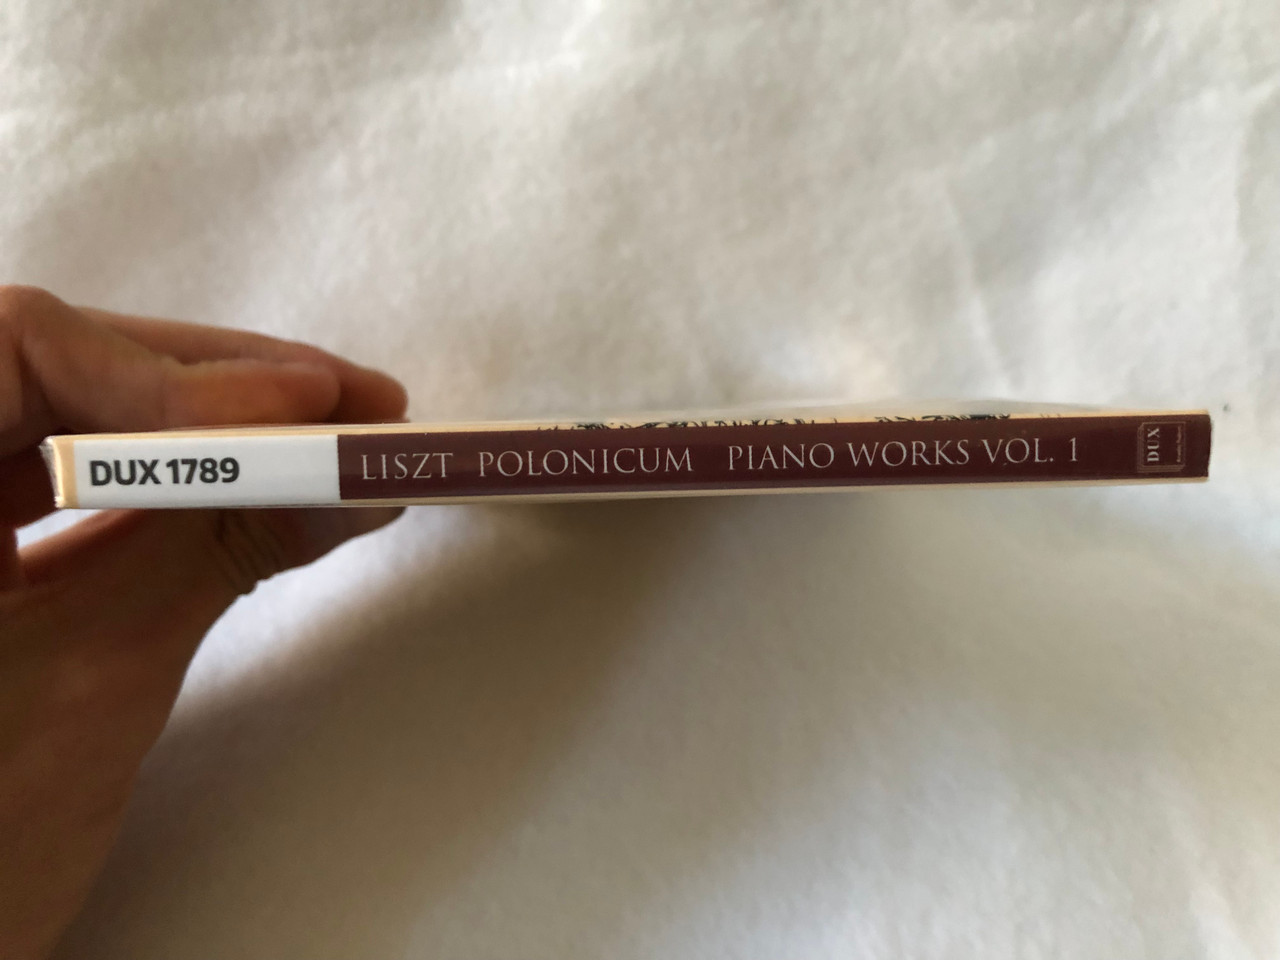 DUX 1789 LISZT POLONICUM PIANO WORKS VOL. 1
DUX